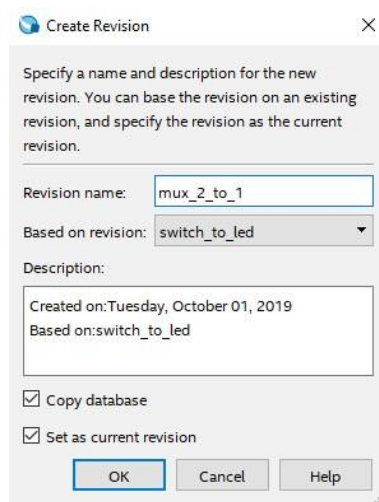 Create Revision
Specify a name and description for the new
revision. You can base the revision on an existing
revision, and specify the revision as the current
revision.
Revision name: mux_2_to_1
Based on revision: switch_to_led
Description:
Created on:Tuesday, October 01, 2019
Based on:switch_to_led
Copy database
Set as current revision
OK Cancel Help